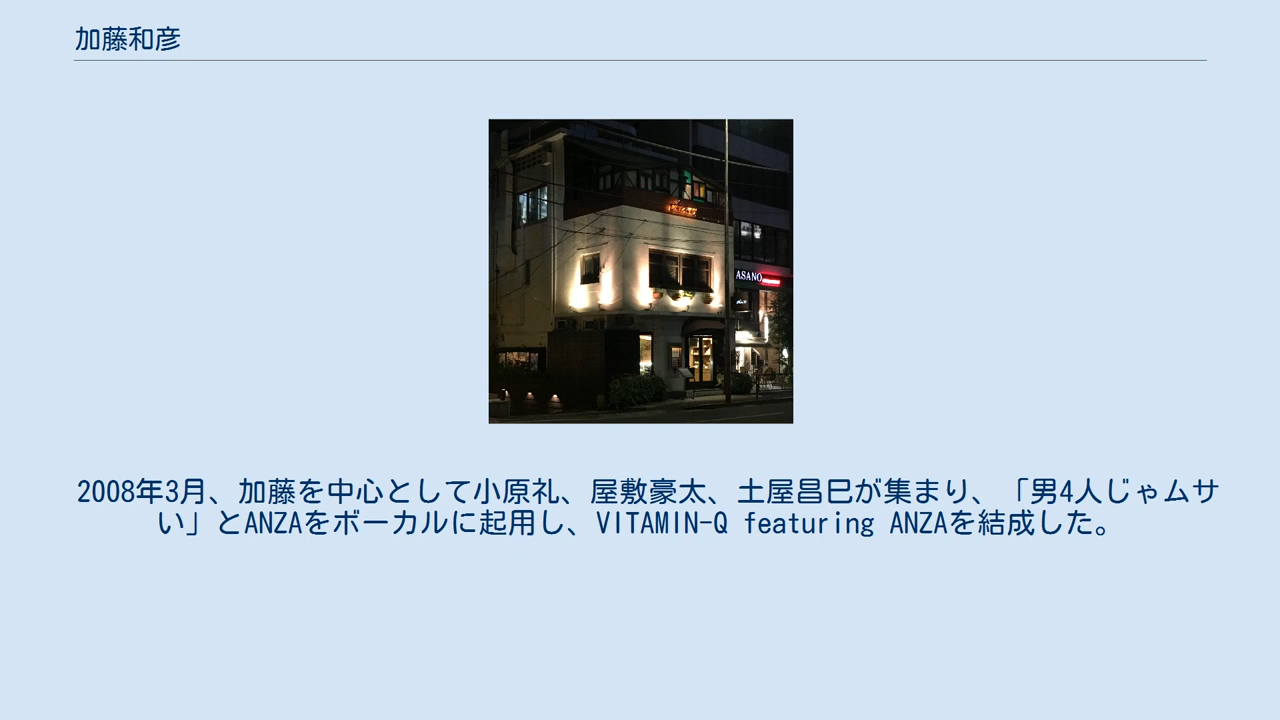 加藤和彦
ASANO
2008年3月、加藤を中心として小原礼、屋敷豪太、土屋昌巳が集まり、「男4人じゃムサ
い」とANZAをボーカルに起用し、VITAMIN-Q featuring ANZAを結成した。